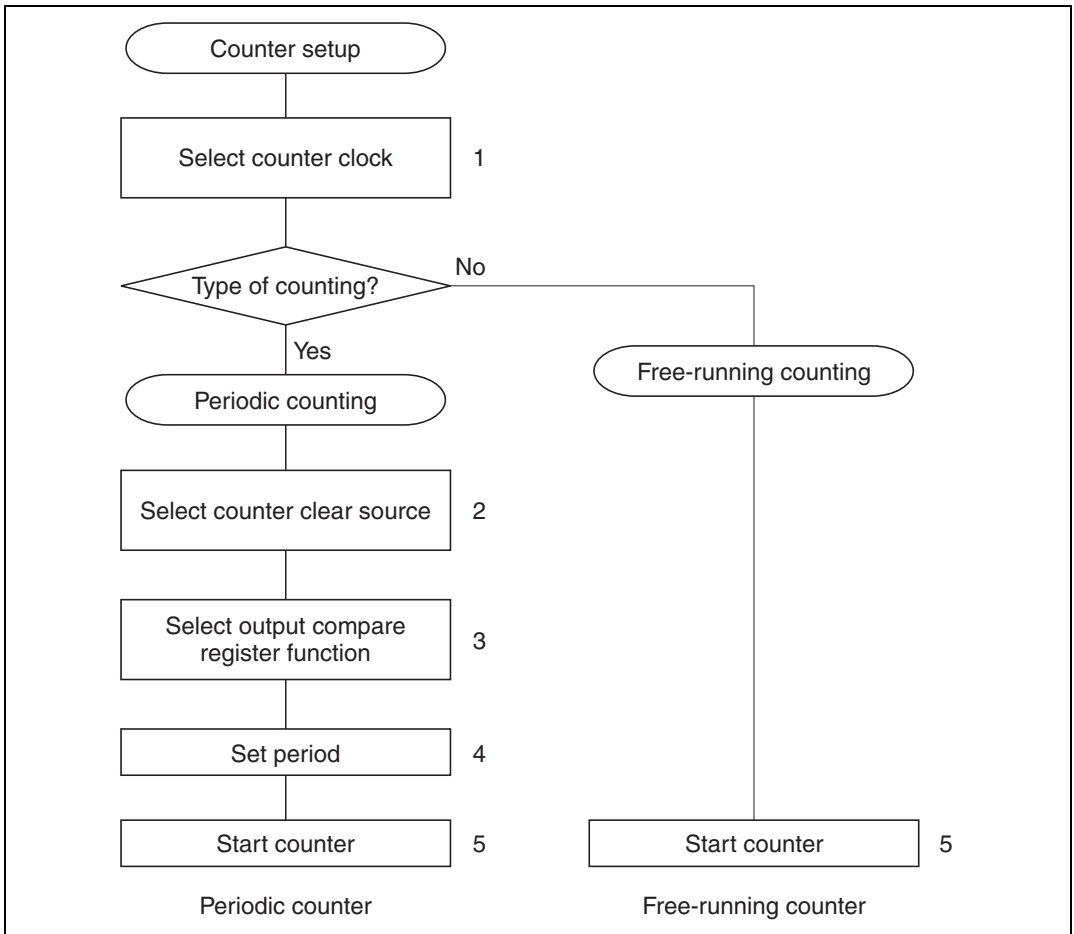 Counter setup
Select counter clock
1
Type of counting?
No
Yes
Free-running counting
Periodic counting
Select counter clear source
2
Select output compare
register function
3
Set period
4
Start counter
5
Start counter
5
Periodic counter
Free-running counter